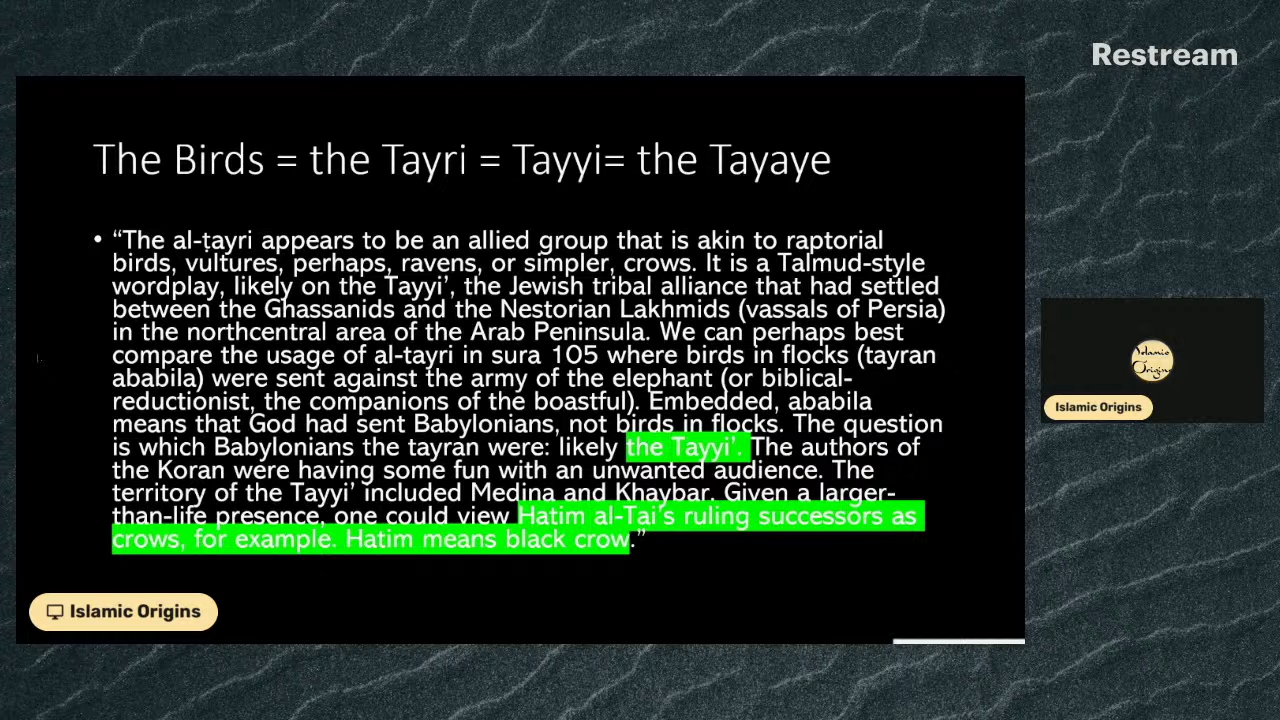 Restream
The Birds = the Tayri = Tayyi= the Tayaye
• “The al-ṭayri appears to be an allied group that is akin to raptorial
birds, vultures, perhaps, ravens, or simpler, crows. It is a Talmud-style
wordplay, likely on the Tayyi’, the Jewish tribal alliance that had settled
between the Ghassanids and the Nestorian Lakhmids (vassals of Persia)
in the northcentral area of the Arab Peninsula. We can perhaps best
compare the usage of al-tayri in sura 105 where birds in flocks (tayran
ababila) were sent against the army of the elephant (or biblical-
reductionist, the companions of the boastful). Embedded, ababila
means that God had sent Babylonians, not birds in flocks. The question
is which Babylonians the tayran were: likely the Tayyi’. The authors of
the Koran were having some fun with an unwanted audience. The
territory of the Tayyi’ included Medina and Khaybar. Given a larger-
than-life presence, one could view Hatim al-Tai’s ruling successors as
crows, for example. Hatim means black crow.”
Islamic
Origins
Islamic Origins
Islamic Origins